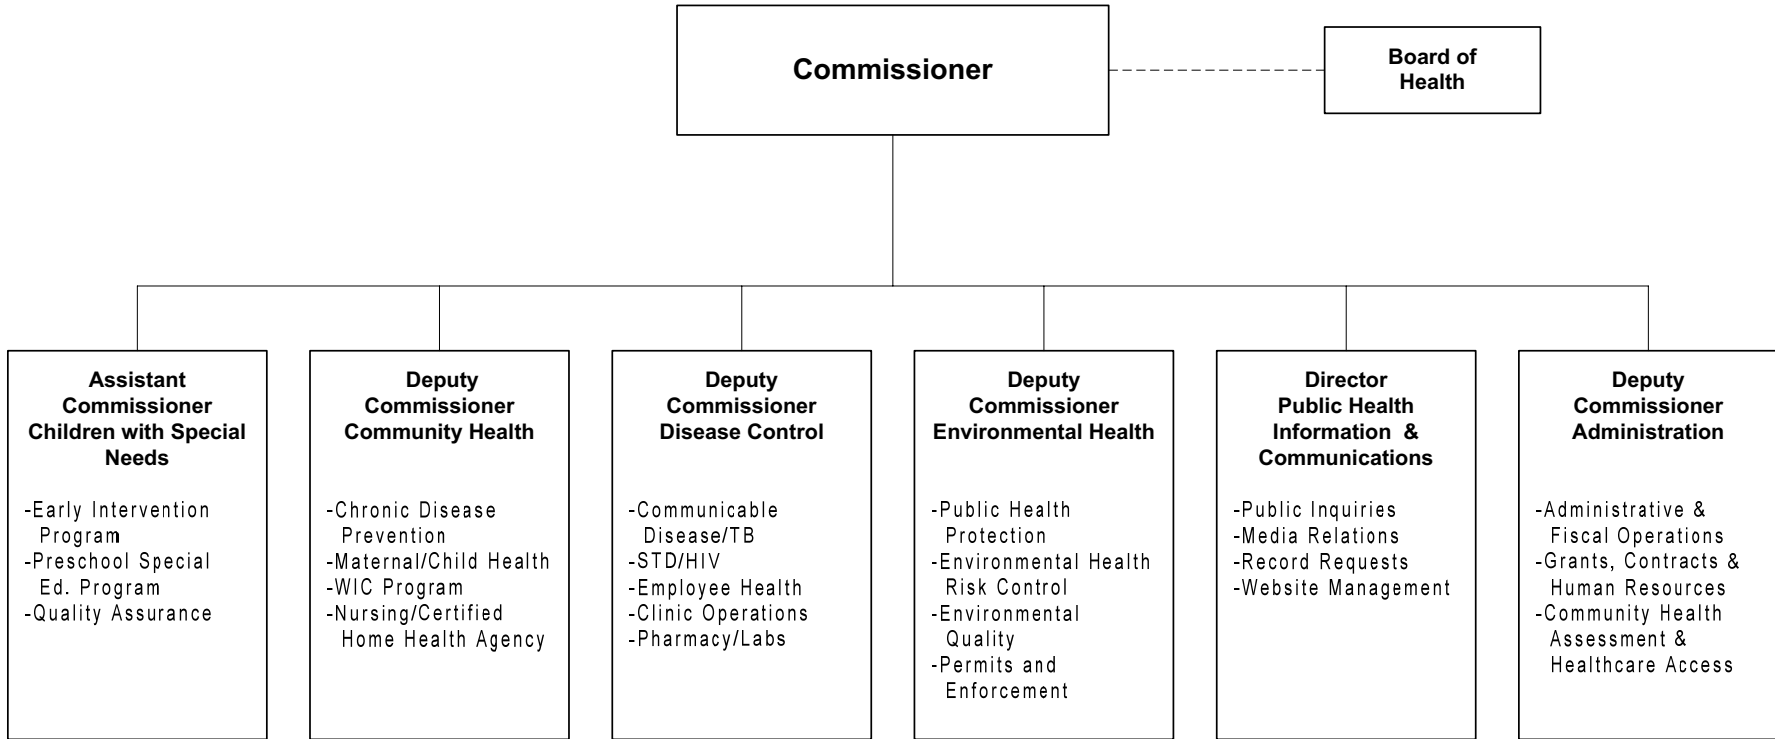 Commissioner
Board of
Health
Assistant
Commissioner
Children with Special
Needs
-Early Intervention
Program
-Preschool Special
Ed. Program
-Quality Assurance
Deputy
Commissioner
Community Health
-Chronic Disease
Prevention
-Maternal/Child Health
-WIC Program
-Nursing/Certified
Home Health Agency
Deputy
Commissioner
Disease Control
-Communicable
Disease/TB
-STD/HIV
-Employee Health
-Clinic Operations
-Pharmacy/Labs
Deputy
Commissioner
Environmental Health
-Public Health
Protection
-Environmental Health
Risk Control
-Environmental
Quality
-Permits and
Enforcement
Director
Public Health
Information &
Communications
-Public Inquiries
-Media Relations
-Record Requests
-Website Management
Deputy
Commissioner
Administration
-Administrative &
Fiscal Operations
-Grants, Contracts &
Human Resources
-Community Health
Assessment &
Healthcare Access